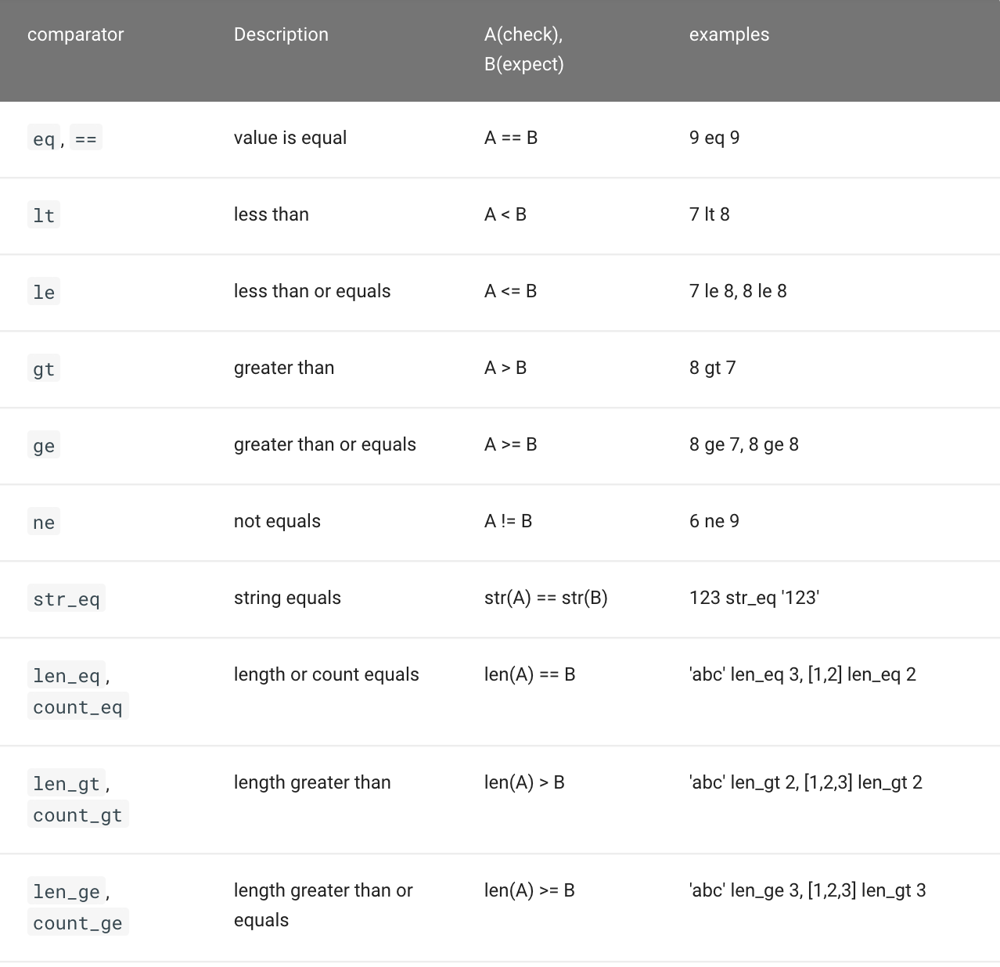 comparator Description A(check), examples
B(expect)
eq, == value is equal A == B 9 eq 9
lt less than A < B 7 lt 8
le less than or equals A <= B 7 le 8, 8 le 8
gt greater than A > B 8 gt 7
ge greater than or equals A >= B 8 ge 7, 8 ge 8
ne not equals A != B 6 ne 9
str_eq string equals str(A) == str(B) 123 str_eq '123'
len_eq, length or count equals len(A) == B 'abc' len_eq 3, [1,2] len_eq 2
count_eq
len_gt, length greater than len(A) > B 'abc' len_gt 2, [1,2,3] len_gt 2
count_gt
len_ge, length greater than or len(A) >= B 'abc' len_ge 3, [1,2,3] len_gt 3
count_ge equals